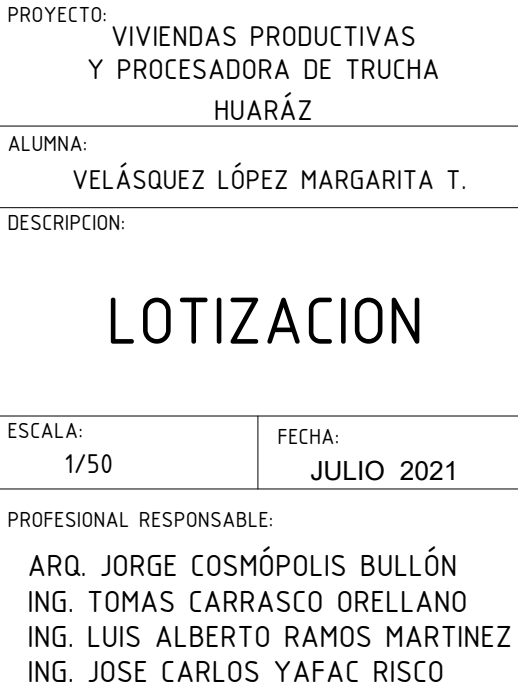 PROYECTO:
VIVIENDAS PRODUCTIVAS
Y PROCESADORA DE TRUCHA
HUARÁZ
ALUMNA:
VELÁSQUEZ LÓPEZ MARGARITA T.
DESCRIPCION:
LOTIZACION
ESCALA:
1/50
FECHA:
JULIO 2021
PROFESIONAL RESPONSABLE:
ARQ. JORGE COSMÓPOLIS BULLÓN
ING. TOMAS CARRASCO ORELLANO
ING. LUIS ALBERTO RAMOS MARTINEZ
ING. JOSE CARLOS YAFAC RISCO